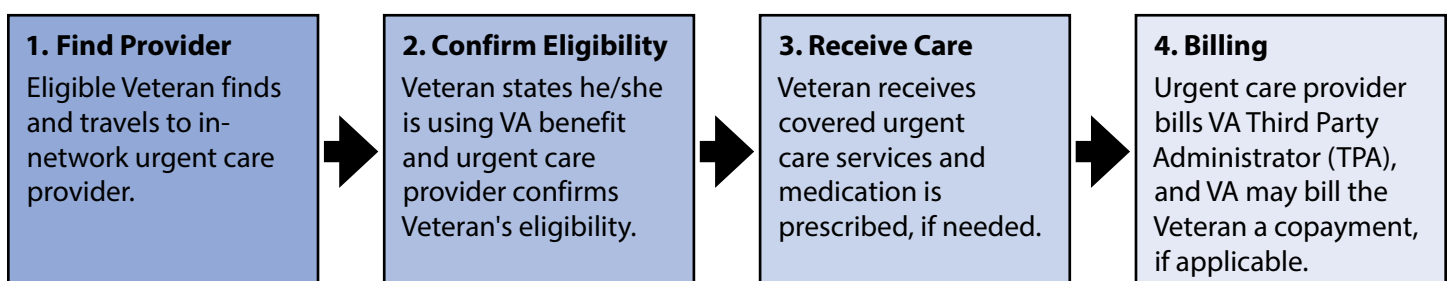 1. Find Provider
Eligible Veteran finds
and travels to in-
network urgent care
provider.
2. Confirm Eligibility
Veteran states he/she
is using VA benefit
and urgent care
provider confirms
Veteran's eligibility.
3. Receive Care
Veteran receives
covered urgent
care services and
medication is
prescribed, if needed.
4. Billing
Urgent care provider
bills VA Third Party
Administrator (TPA),
and VA may bill the
Veteran a copayment,
if applicable.